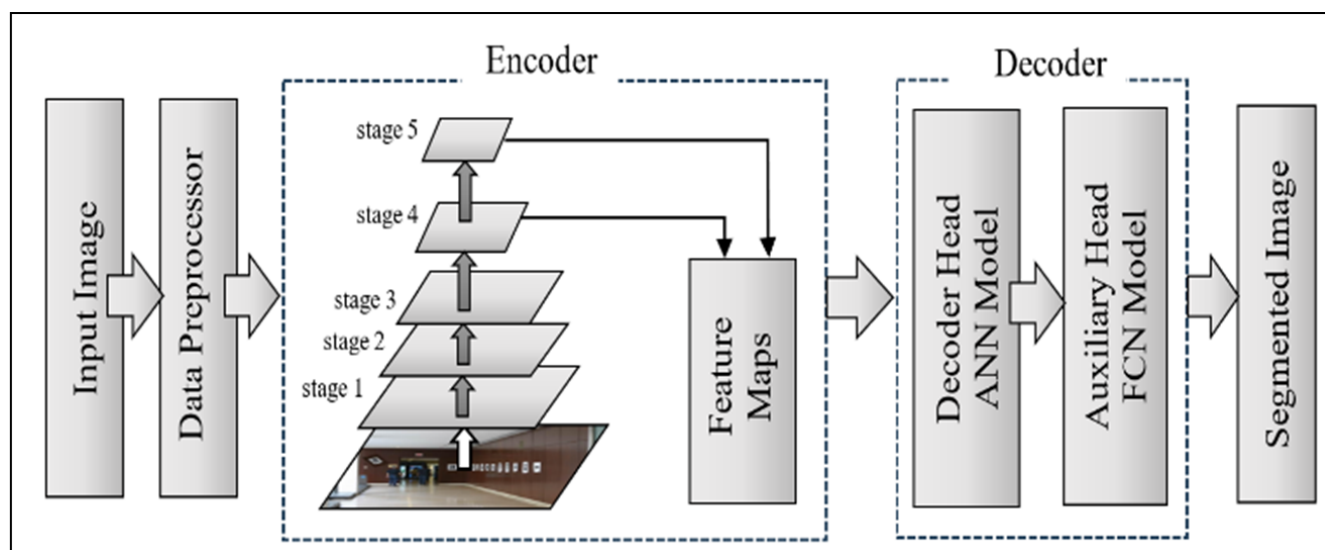 Encoder
Decoder
Input Image
Data Preprocessor
stage 5
stage 4
stage 3
stage 2
stage 1
Feature
Maps
Decoder Head
ANN Model
Auxiliary Head
FCN Model
Segmented Image